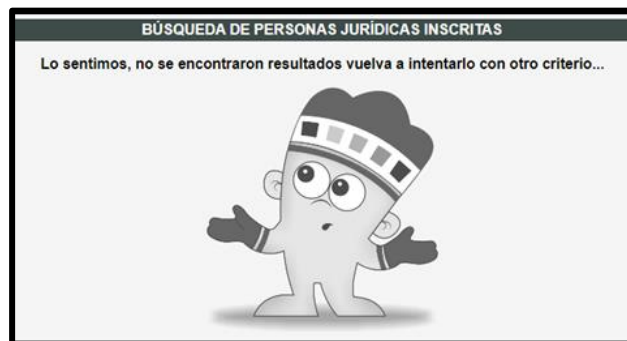 BÚSQUEDA DE PERSONAS JURÍDICAS INSCRITAS
Lo sentimos, no se encontraron resultados vuelva a intentarlo con otro criterio...